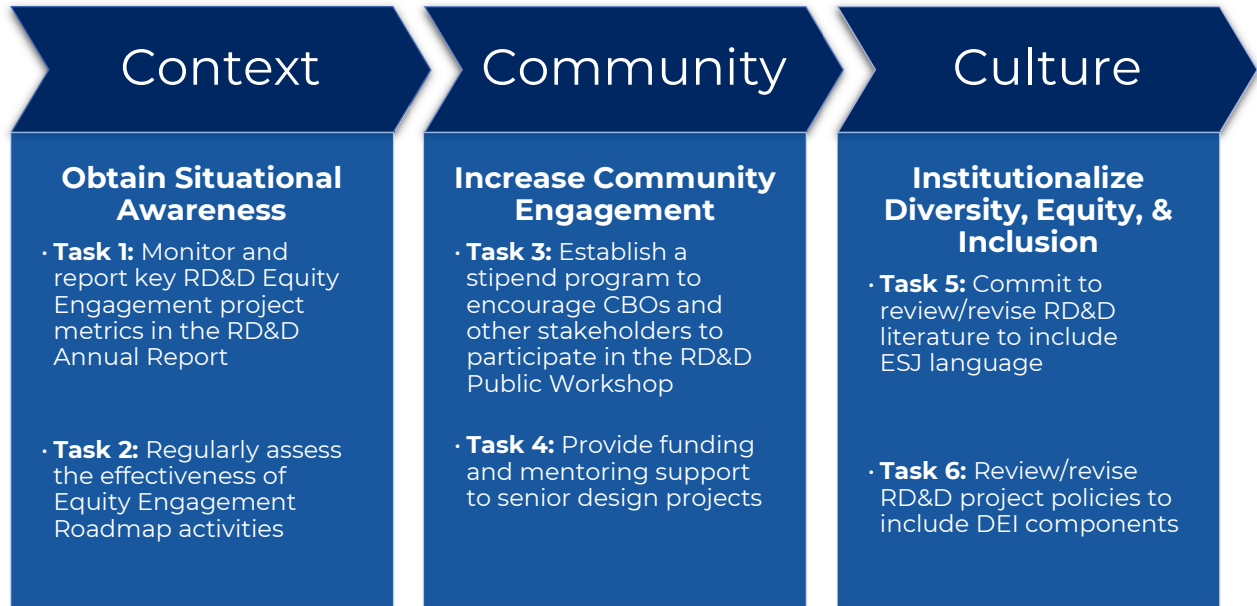 Context
Obtain Situational
Awareness
· Task 1: Monitor and
report key RD&D Equity
Engagement project
metrics in the RD&D
Annual Report
· Task 2: Regularly assess
the effectiveness of
Equity Engagement
Roadmap activities
Community
Increase Community
Engagement
· Task 3: Establish a
stipend program to
encourage CBOs and
other stakeholders to
participate in the RD&D
Public Workshop
· Task 4: Provide funding
and mentoring support
to senior design projects
Culture
Institutionalize
Diversity, Equity, &
Inclusion
· Task 5: Commit to
review/revise RD&D
literature to include
ESJ language
· Task 6: Review/revise
RD&D project policies to
include DEI components